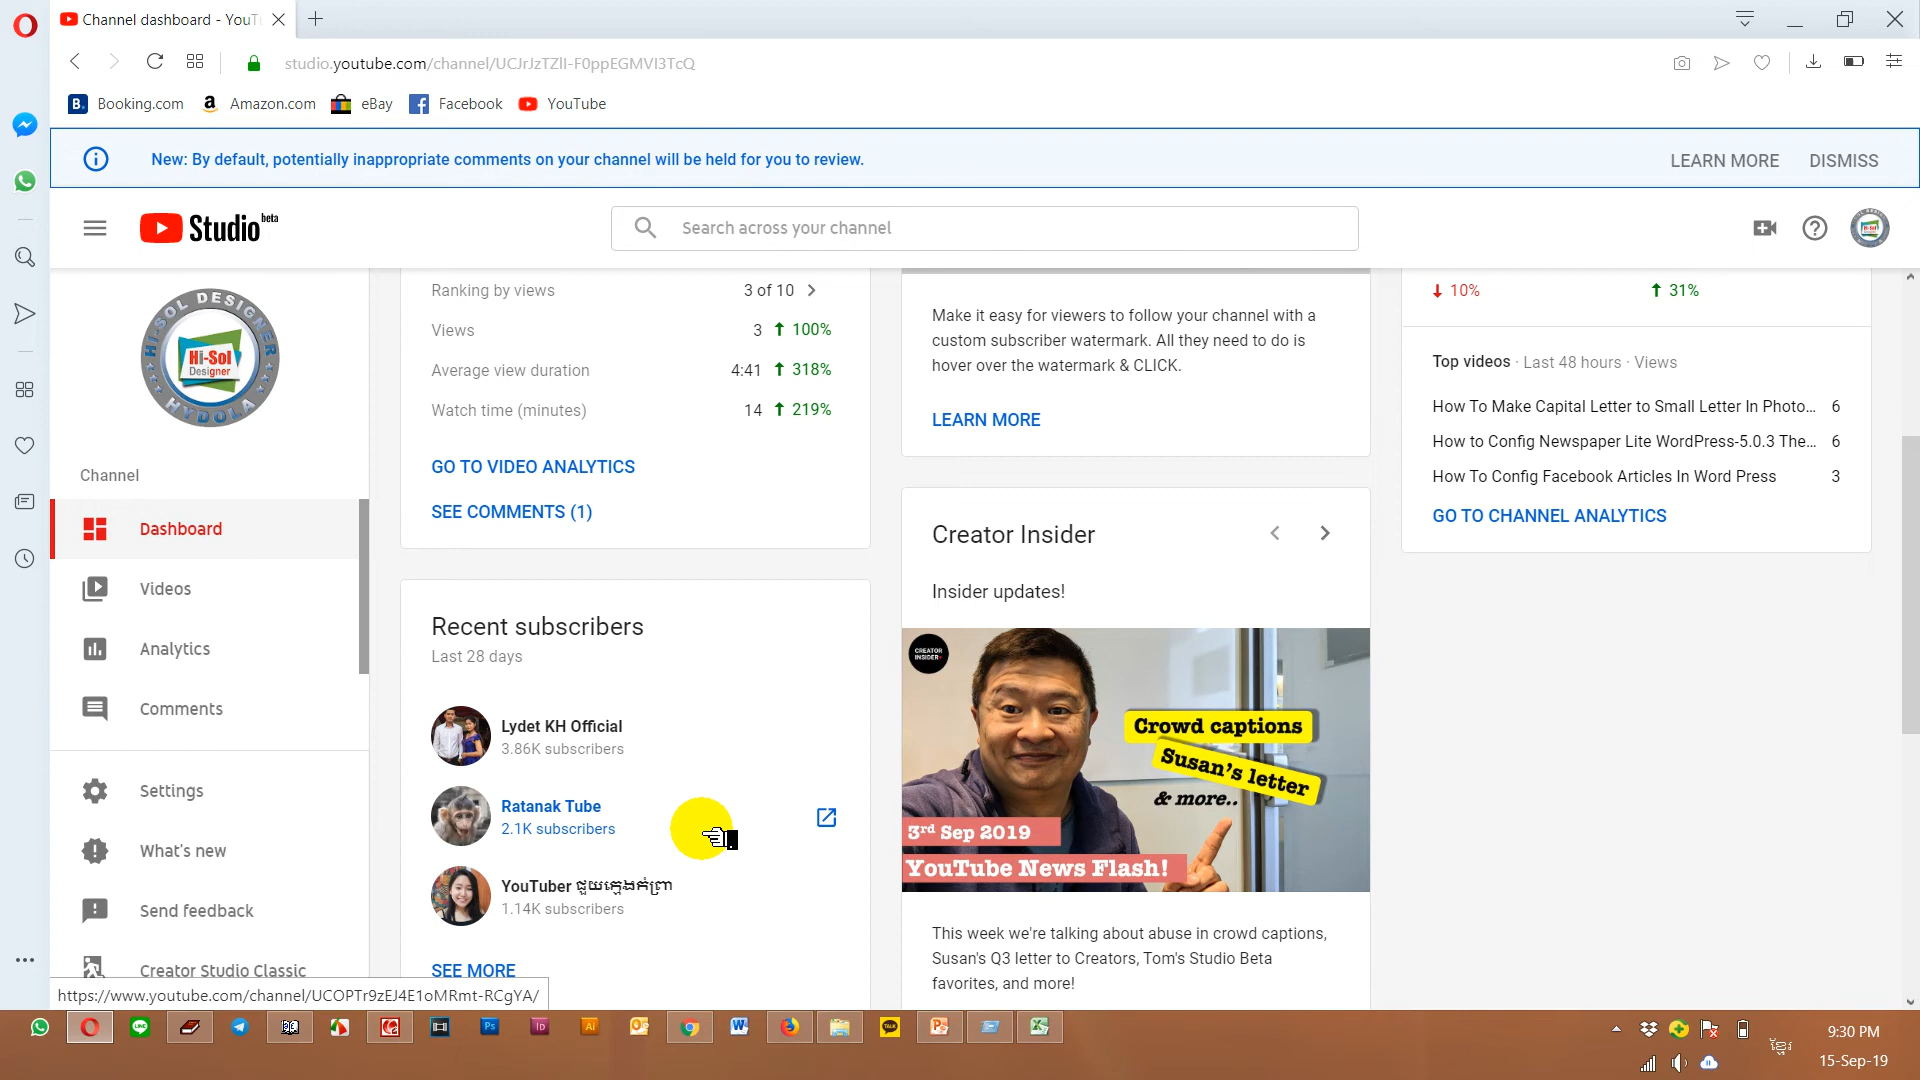 Channel dashboard - YouT
studio.youtube.com/channel/UCJrJzTZlI-F0ppEGMVI3TcQ
Booking.com
Amazon.com
eBay
Facebook
YouTube
New: By default, potentially inappropriate comments on your channel will be held for you to review.
LEARN MORE
DISMISS
Studio beta
Search across your channel
HI-SOL DESIGNER
Hi-Sol
Designer
HYDOLA
Channel
Dashboard
Videos
Analytics
Comments
Settings
What's new
Send feedback
Creator Studio Classic
https://www.youtube.com/channel/UCOPTr9zEJ4E1oMRmt-RCgYA/
Ranking by views 3 of 10
Views 3 100%
Average view duration 4:41 318%
Watch time (minutes) 14 219%
GO TO VIDEO ANALYTICS
SEE COMMENTS (1)
Recent subscribers
Last 28 days
Lydet KH Official
3.86K subscribers
Ratanak Tube
2.1K subscribers
YouTuber ជួយក្មេងកំព្រា
1.14K subscribers
SEE MORE
Make it easy for viewers to follow your channel with a
custom subscriber watermark. All they need to do is
hover over the watermark & CLICK.
LEARN MORE
Creator Insider
Insider updates!
CREATOR
INSIDER
Crowd captions
Susan's letter
& more..
3rd Sep 2019
YouTube News Flash!
This week we're talking about abuse in crowd captions,
Susan's Q3 letter to Creators, Tom's Studio Beta
favorites, and more!
10% 31%
Top videos · Last 48 hours · Views
How To Make Capital Letter to Small Letter In Photo... 6
How to Config Newspaper Lite WordPress-5.0.3 The... 6
How To Config Facebook Articles In Word Press 3
GO TO CHANNEL ANALYTICS
ខ្មែរ
9:30 PM
15-Sep-19